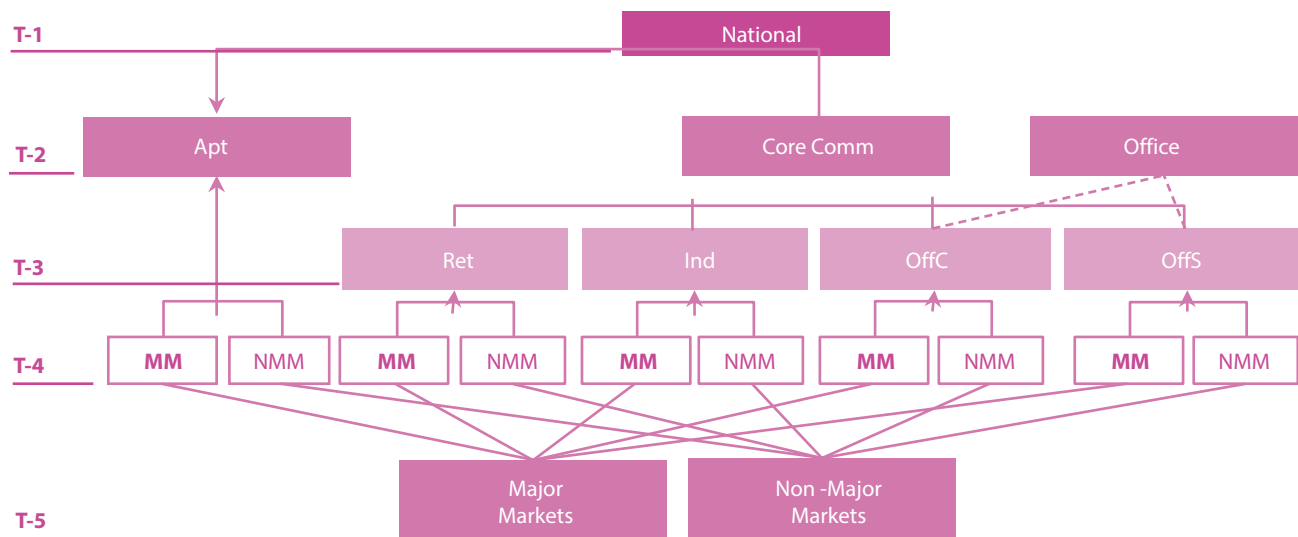 T-1
National
T-2
Apt
Core Comm
Office
T-3
Ret
Ind
OffC
OffS
T-4
MM
NMM
MM
NMM
MM
NMM
MM
NMM
MM
NMM
T-5
Major
Markets
Non -Major
Markets